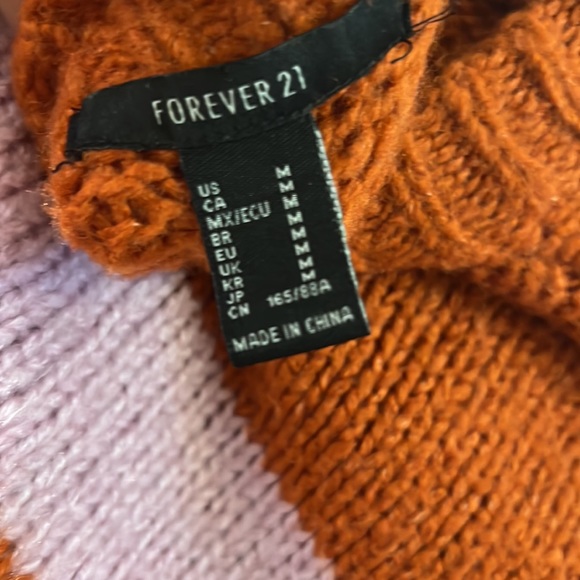 FOREVER 21
US M
CA M
MX/ECU M
BR M
EU M
UK M
KR M
JP M
CN 165/88A
MADE IN CHINA